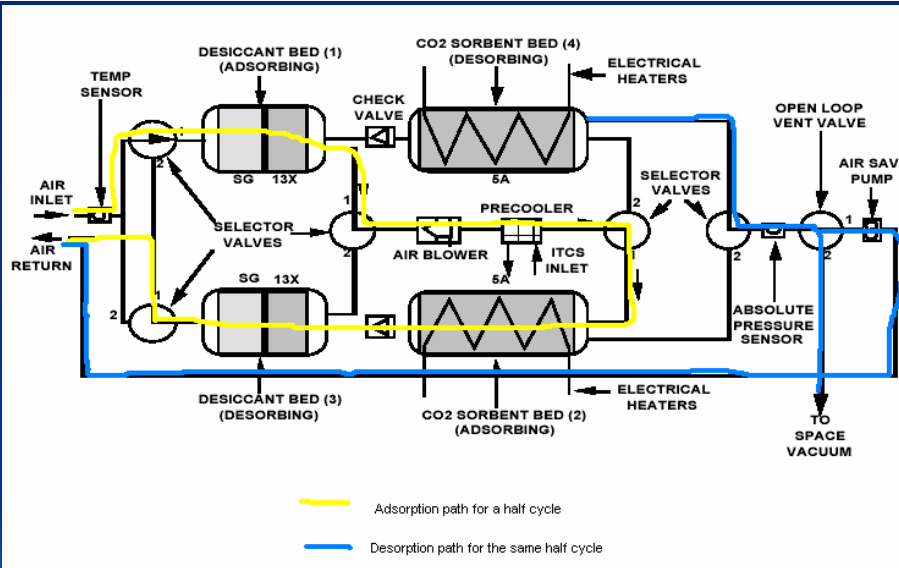 DESICCANT BED (1)
(ADSORBING)
CO2 SORBENT BED (4)
(DESORBING)
ELECTRICAL
HEATERS
TEMP
SENSOR
CHECK
VALVE
OPEN LOOP
VENT VALVE
AIR SAV
PUMP
1
2
SG 13X
5A
AIR
INLET
SELECTOR
VALVES
PRECOOLER
2
SELECTOR
VALVES
1
1
AIR
RETURN
2
AIR BLOWER
ITCS
INLET
2
2
SG 13X
5A
1
2
ABSOLUTE
PRESSURE
SENSOR
DESICCANT BED (3)
(DESORBING)
CO2 SORBENT BED (2)
(ADSORBING)
ELECTRICAL
HEATERS
TO
SPACE
VACUUM
Adsorption path for a half cycle
Desorption path for the same half cycle